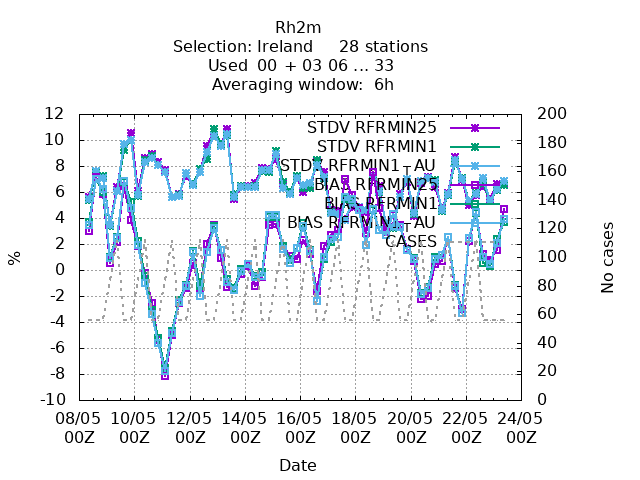 Rh2m
Selection: Ireland 28 stations
Used 00 + 03 06 ... 33
Averaging window: 6h
12 200
STDV RFRMIN25
10 180
STDV RFRMIN1
8 160
STDV RFRMIN1_AU
6 BIAS RFRMIN25
140
4 BIAS RFRMIN1
120
2 BIAS RFRMIN1_AU
CASES
100
0
-2 80
-4 60
-6 40
-8 20
-10 0
% No cases
08/05 10/05 12/05 14/05 16/05 18/05 20/05 22/05 24/05
00Z 00Z 00Z 00Z 00Z 00Z 00Z 00Z 00Z
Date